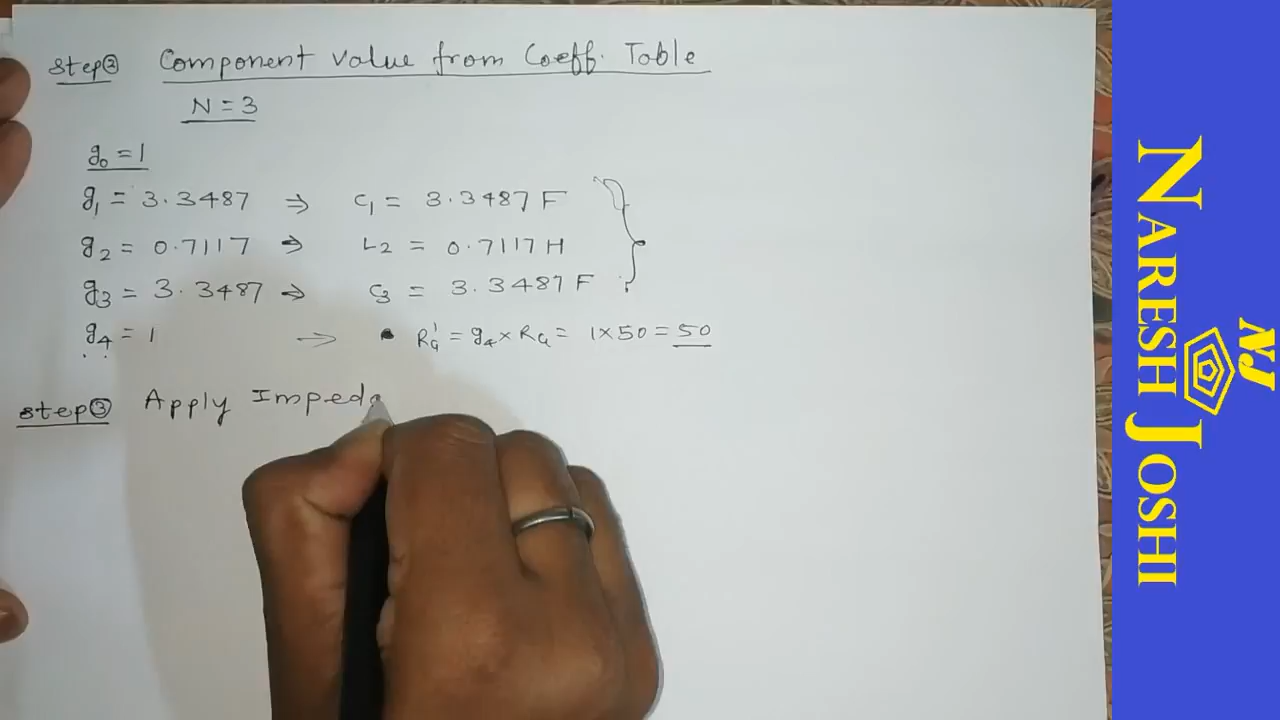 Step② Component value from Coeff. Table
N = 3
g₀ = 1
g₁ = 3.3487 ⇒ C₁ = 3.3487 F
g₂ = 0.7117 → L₂ = 0.7117 H
g₃ = 3.3487 ⇒ C₃ = 3.3487 F
g₄ = 1 ⇒ • R'_G = g₄ × R_G = 1 × 50 = 50
Step③ Apply Impeda
NARESH JOSHI
NJ